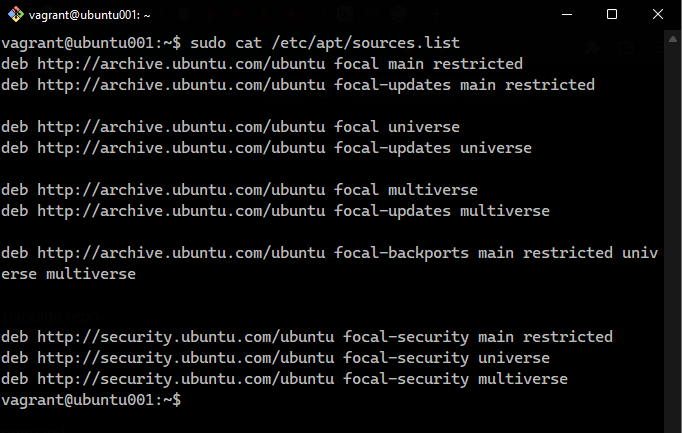 vagrant@ubuntu001: ~
vagrant@ubuntu001:~$ sudo cat /etc/apt/sources.list
deb http://archive.ubuntu.com/ubuntu focal main restricted
deb http://archive.ubuntu.com/ubuntu focal-updates main restricted
deb http://archive.ubuntu.com/ubuntu focal universe
deb http://archive.ubuntu.com/ubuntu focal-updates universe
deb http://archive.ubuntu.com/ubuntu focal multiverse
deb http://archive.ubuntu.com/ubuntu focal-updates multiverse
deb http://archive.ubuntu.com/ubuntu focal-backports main restricted univ
erse multiverse
deb http://security.ubuntu.com/ubuntu focal-security main restricted
deb http://security.ubuntu.com/ubuntu focal-security universe
deb http://security.ubuntu.com/ubuntu focal-security multiverse
vagrant@ubuntu001:~$